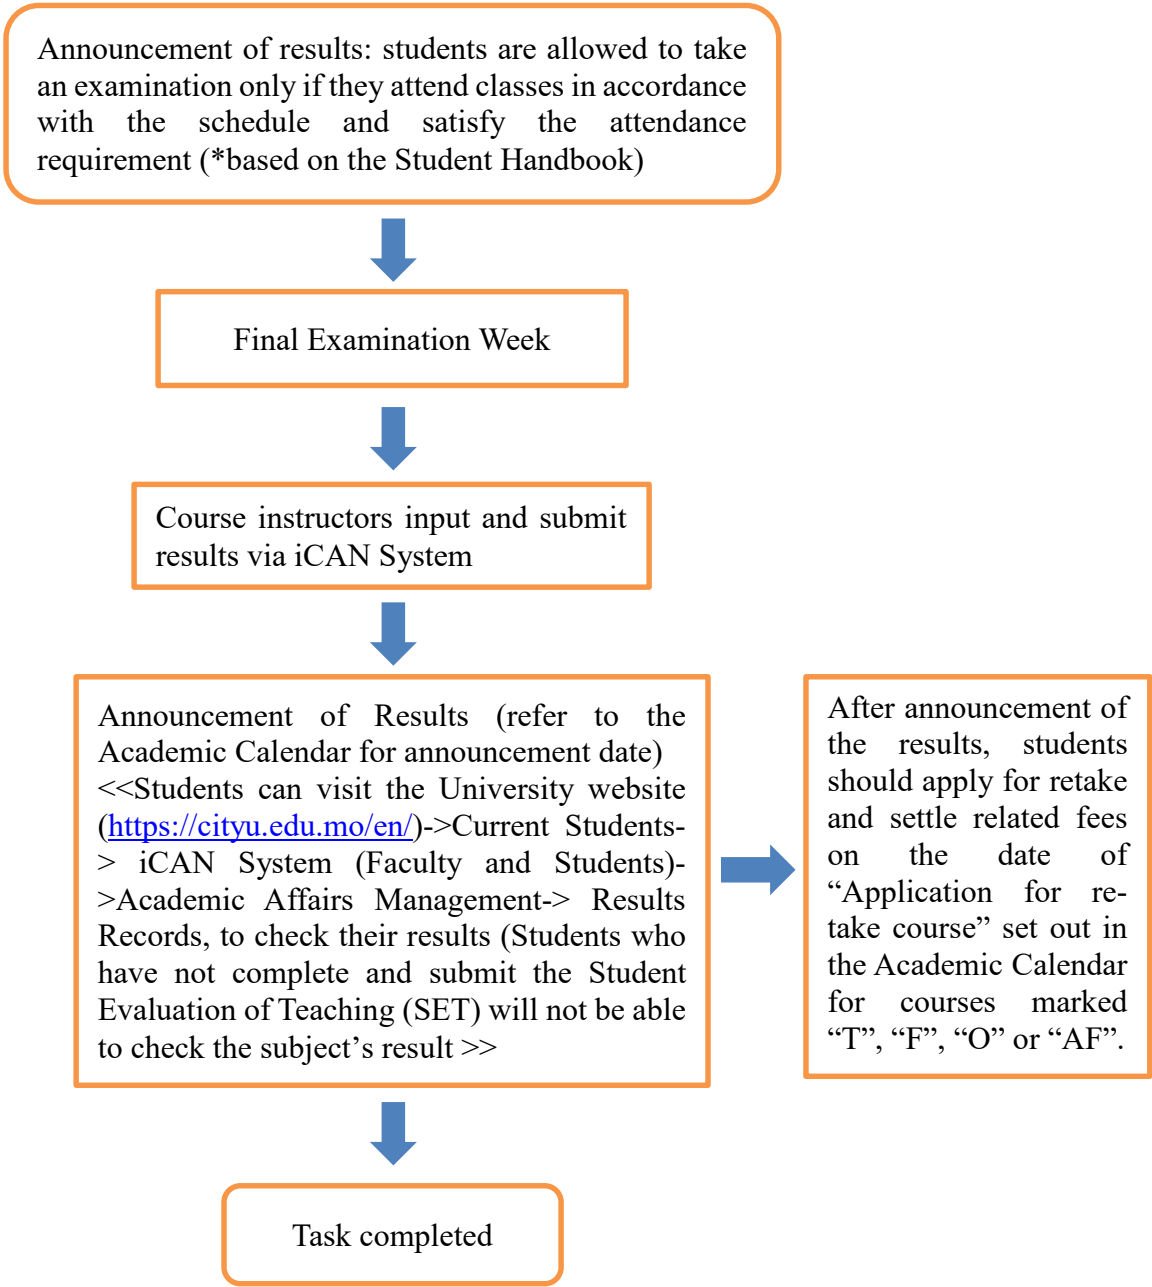 Announcement of results: students are allowed to take
an examination only if they attend classes in accordance
with the schedule and satisfy the attendance
requirement (*based on the Student Handbook)
Final Examination Week
Course instructors input and submit
results via iCAN System
Announcement of Results (refer to the
Academic Calendar for announcement date)
<<Students can visit the University website
(https://cityu.edu.mo/en/)->Current Students-
> iCAN System (Faculty and Students)-
>Academic Affairs Management-> Results
Records, to check their results (Students who
have not complete and submit the Student
Evaluation of Teaching (SET) will not be able
to check the subject’s result >>
After announcement of
the results, students
should apply for retake
and settle related fees
on the date of
“Application for re-
take course” set out in
the Academic Calendar
for courses marked
“T”, “F”, “O” or “AF”.
Task completed